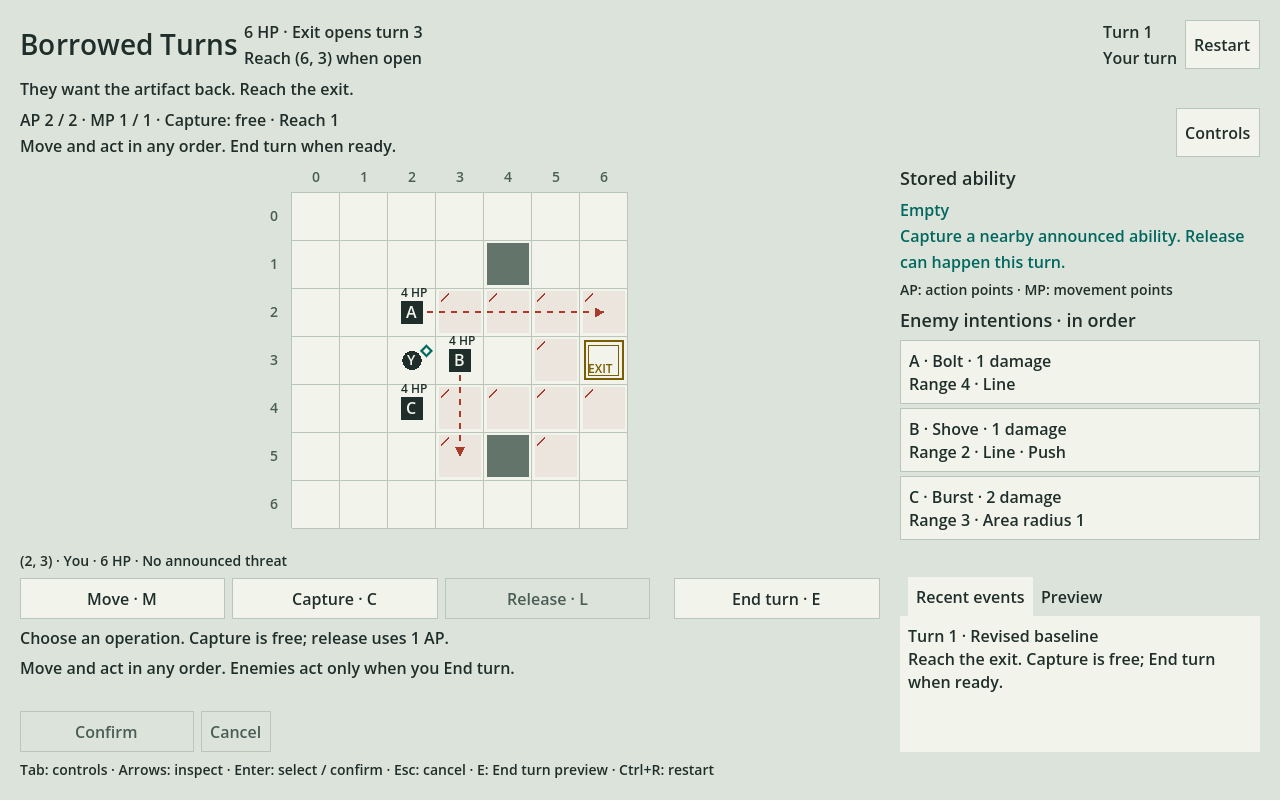 Borrowed Turns
6 HP · Exit opens turn 3
Reach (6, 3) when open
Turn 1
Your turn
Restart
They want the artifact back. Reach the exit.
AP 2 / 2 · MP 1 / 1 · Capture: free · Reach 1
Move and act in any order. End turn when ready.
Controls
0 1 2 3 4 5 6
0
1
2
3
4
5
6
4 HP
A
4 HP
Y
B
EXIT
4 HP
C
Stored ability
Empty
Capture a nearby announced ability. Release
can happen this turn.
AP: action points · MP: movement points
Enemy intentions · in order
A · Bolt · 1 damage
Range 4 · Line
B · Shove · 1 damage
Range 2 · Line · Push
C · Burst · 2 damage
Range 3 · Area radius 1
(2, 3) · You · 6 HP · No announced threat
Move · M
Capture · C
Release · L
End turn · E
Choose an operation. Capture is free; release uses 1 AP.
Move and act in any order. Enemies act only when you End turn.
Confirm
Cancel
Recent events
Preview
Turn 1 · Revised baseline
Reach the exit. Capture is free; End turn
when ready.
Tab: controls · Arrows: inspect · Enter: select / confirm · Esc: cancel · E: End turn preview · Ctrl+R: restart